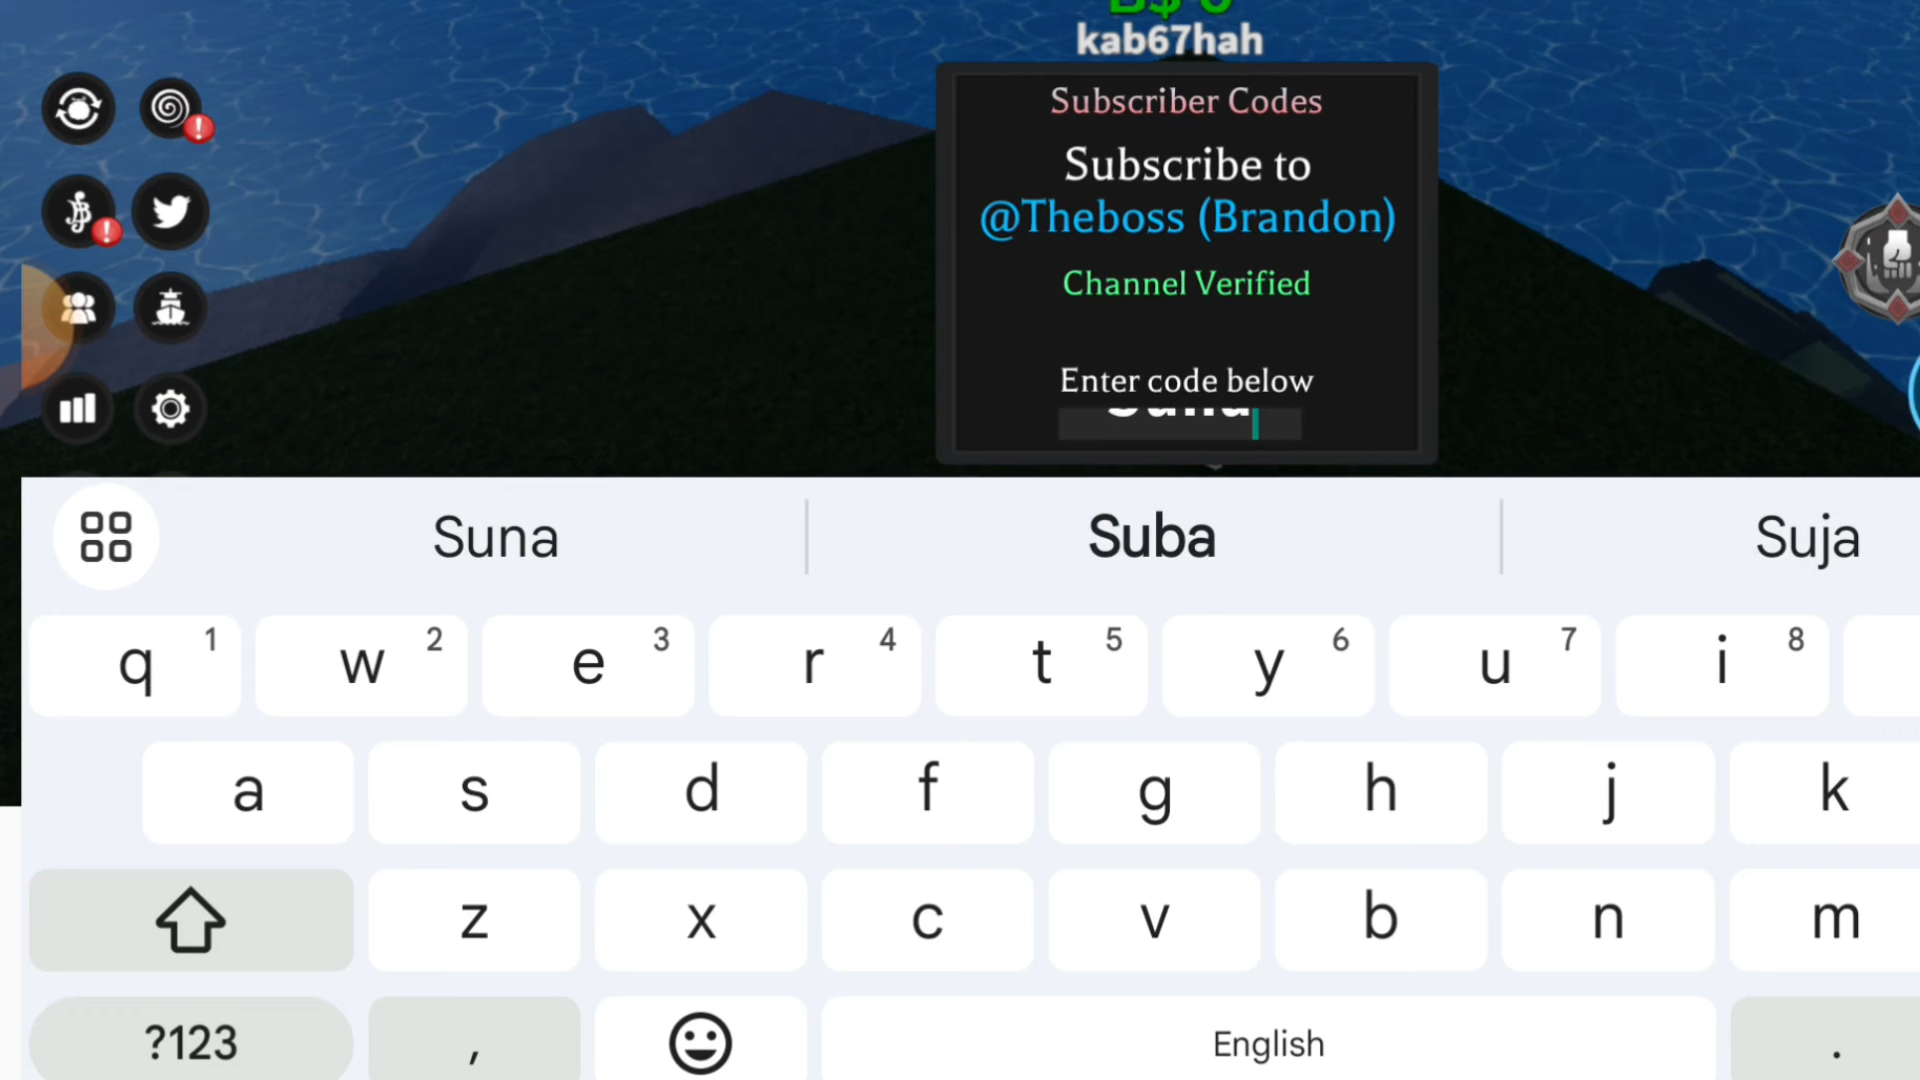 kab67hah
Subscriber Codes
Subscribe to
@Theboss (Brandon)
Channel Verified
Enter code below
Suna Suba Suja
q 1 w 2 e 3 r 4 t 5 y 6 u 7 i 8
a s d f g h j k
z x c v b n m
?123 , English .